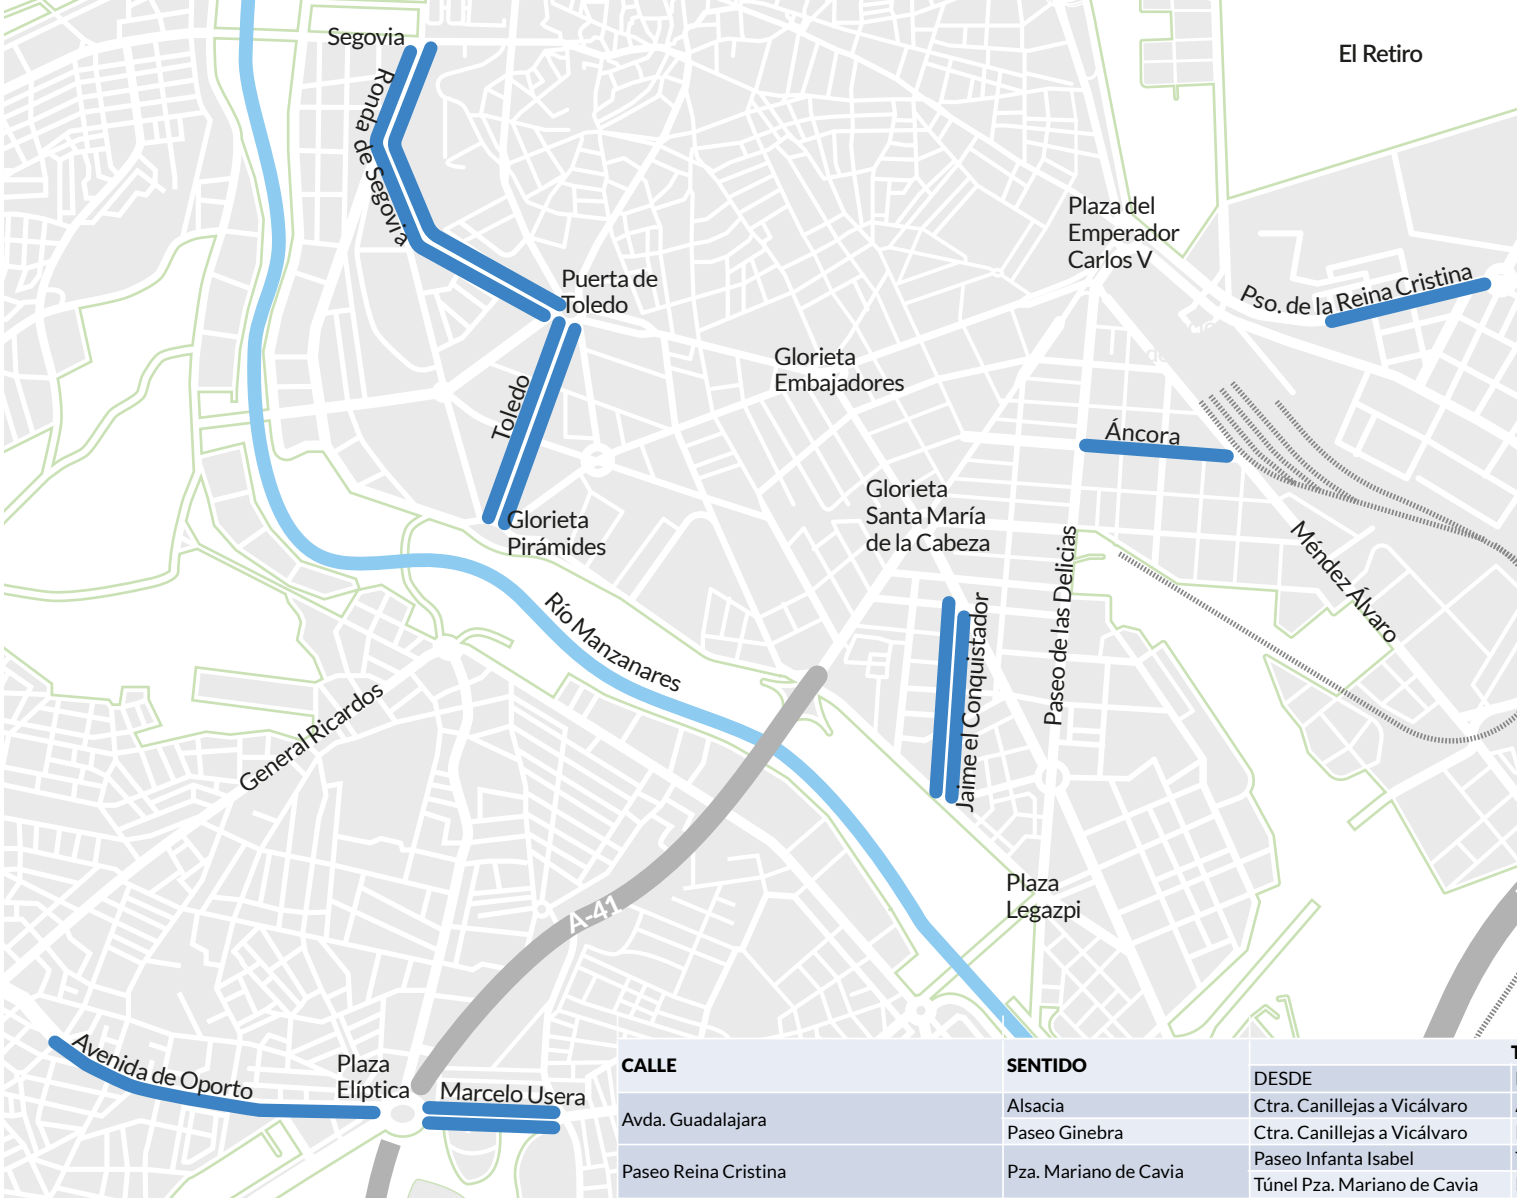 Segovia
El Retiro
Ronda de Segovia
Plaza del
Emperador
Carlos V
Puerta de
Toledo
Pso. de la Reina Cristina
Glorieta
Embajadores
Toledo
Áncora
Glorieta
Santa María
de la Cabeza
Glorieta
Pirámides
Méndez Álvaro
Paseo de las Delicias
Río Manzanares
Jaime el Conquistador
General Ricardos
Plaza
Legazpi
A-41
Avenida de Oporto
Plaza
Elíptica
Marcelo Usera
CALLE SENTIDO
DESDE
Avda. Guadalajara Alsacia Ctra. Canillejas a Vicálvaro
Paseo Ginebra Ctra. Canillejas a Vicálvaro
Paseo Reina Cristina Pza. Mariano de Cavia Paseo Infanta Isabel
Túnel Pza. Mariano de Cavia